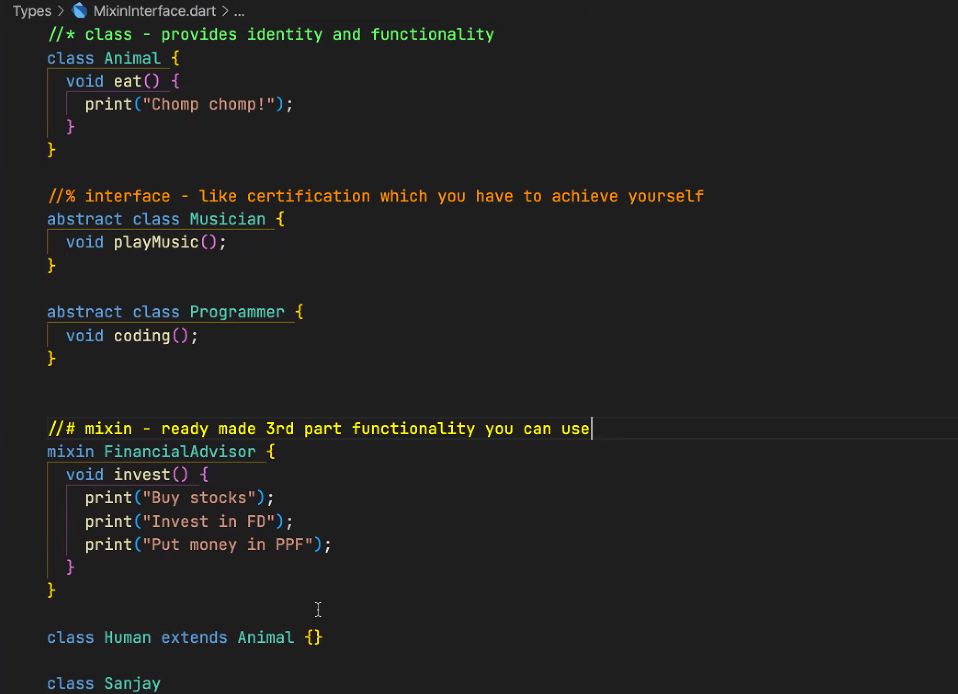 Types > MixinInterface.dart > ...
//* class - provides identity and functionality
class Animal {
void eat() {
print("Chomp chomp!");
}
}
//% interface - like certification which you have to achieve yourself
abstract class Musician {
void playMusic();
}
abstract class Programmer {
void coding();
}
//# mixin - ready made 3rd part functionality you can use
mixin FinancialAdvisor {
void invest() {
print("Buy stocks");
print("Invest in FD");
print("Put money in PPF");
}
}
class Human extends Animal {}
class Sanjay